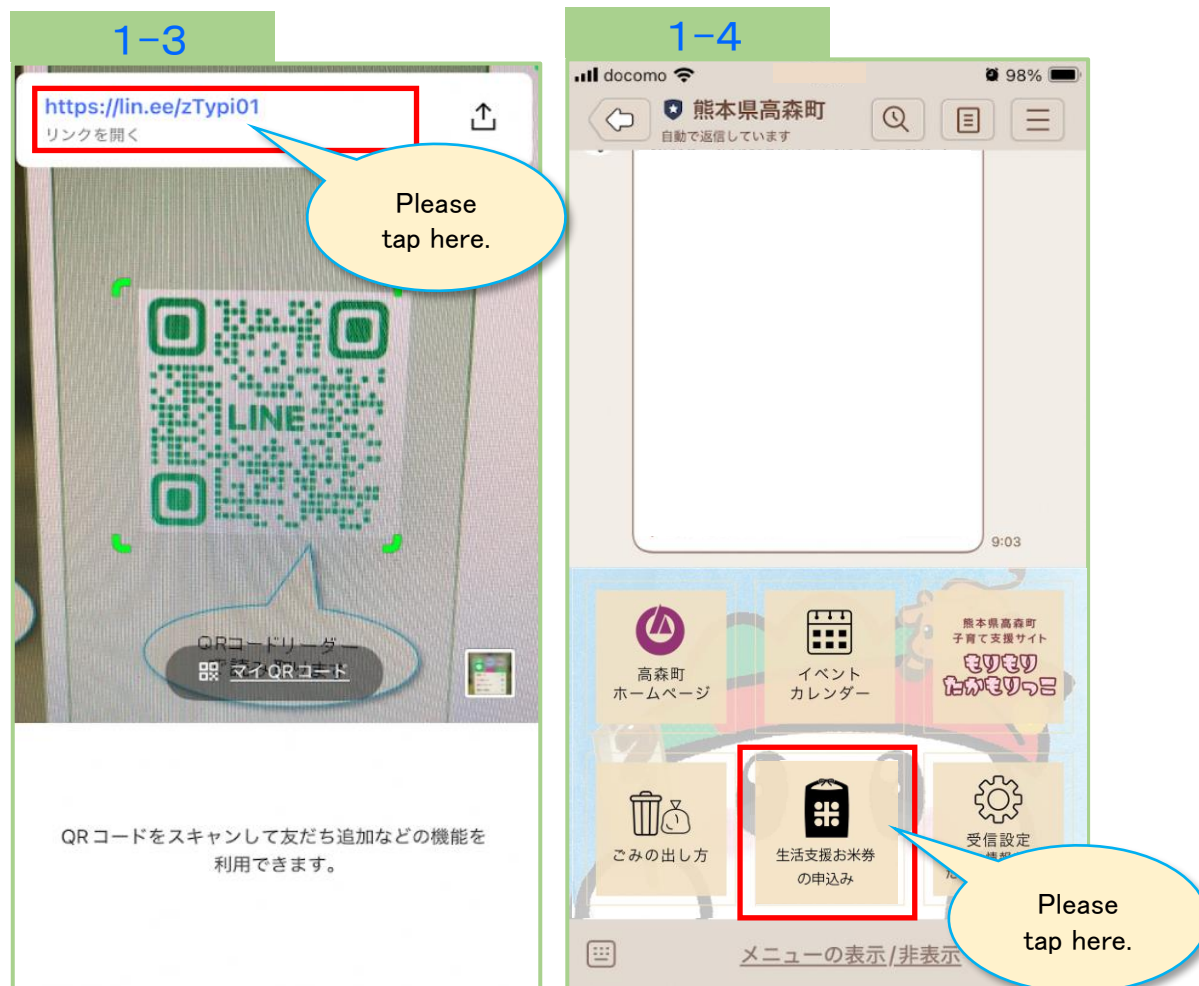 1-3
https://lin.ee/zTypi01
リンクを開く
Please
tap here.
LINE
QRコードリーダー
マイQRコード
QRコードをスキャンして友だち追加などの機能を
利用できます。
1-4
docomo
98%
熊本県高森町
自動で返信しています
9:03
高森町
ホームページ
イベント
カレンダー
熊本県高森町
子育て支援サイト
もりもり
たかもりっこ
ごみの出し方
生活支援お米券
の申込み
受信設定
Please
tap here.
メニューの表示/非表示